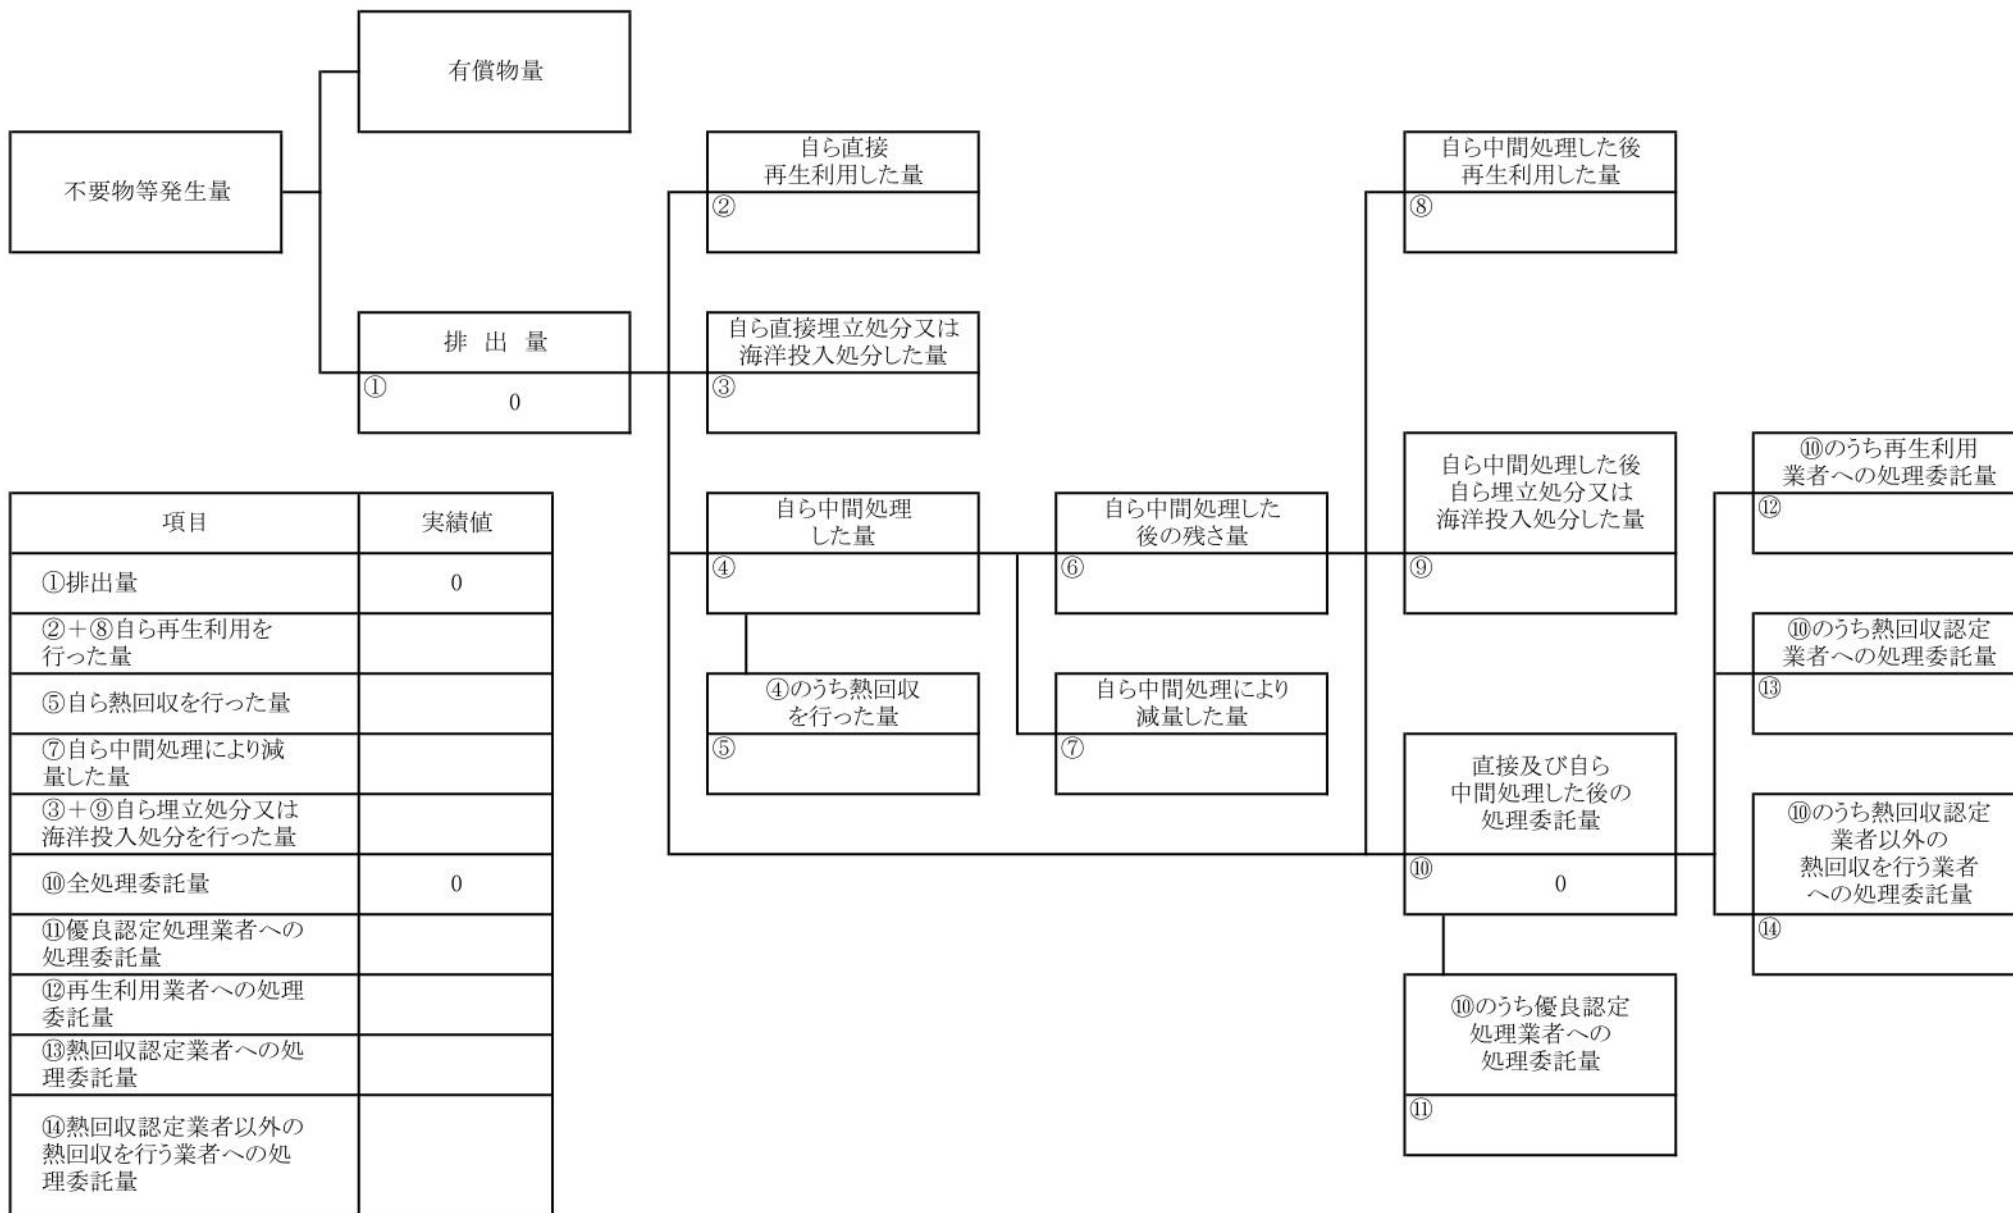 有償物量
不要物等発生量
排 出 量
①
0
自ら直接
再生利用した量
②
自ら直接埋立処分又は
海洋投入処分した量
③
自ら中間処理
した量
④
④のうち熱回収
を行った量
⑤
自ら中間処理した
後の残さ量
⑥
自ら中間処理により
減量した量
⑦
自ら中間処理した後
再生利用した量
⑧
自ら中間処理した後
自ら埋立処分又は
海洋投入処分した量
⑨
直接及び自ら
中間処理した後の
処理委託量
⑩
0
⑩のうち優良認定
処理業者への
処理委託量
⑪
⑩のうち再生利用
業者への処理委託量
⑫
⑩のうち熱回収認定
業者への処理委託量
⑬
⑩のうち熱回収認定
業者以外の
熱回収を行う業者
への処理委託量
⑭
項目 実績値
①排出量 0
②＋⑧自ら再生利用を
行った量
⑤自ら熱回収を行った量
⑦自ら中間処理により減
量した量
③＋⑨自ら埋立処分又は
海洋投入処分を行った量
⑩全処理委託量 0
⑪優良認定処理業者への
処理委託量
⑫再生利用業者への処理
委託量
⑬熱回収認定業者への処
理委託量
⑭熱回収認定業者以外の
熱回収を行う業者への処
理委託量